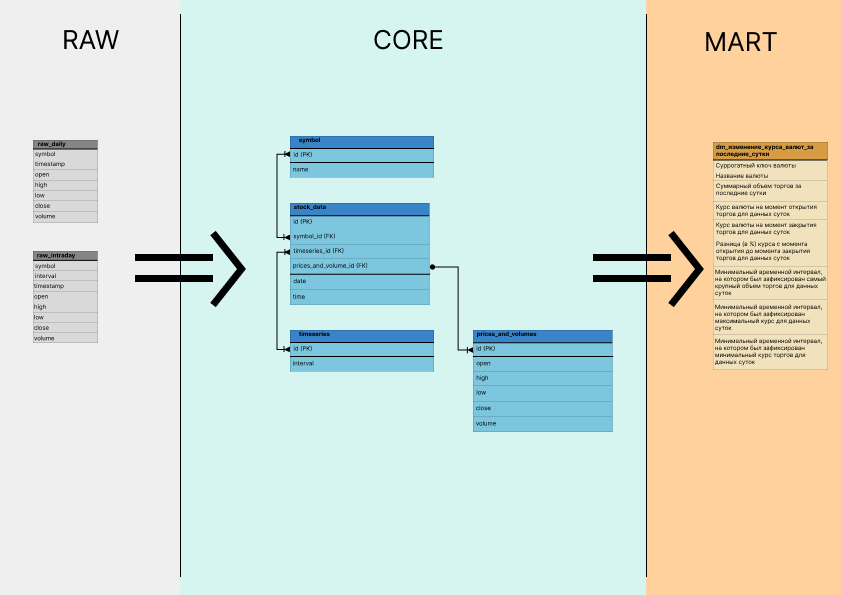 RAW
CORE
MART
raw_daily
symbol
timestamp
open
high
low
close
volume
raw_intraday
symbol
interval
timestamp
open
high
low
close
volume
symbol
id (PK)
name
stock_data
id (PK)
symbol_id (FK)
timeseries_id (FK)
prices_and_volume_id (FK)
date
time
timeseries
id (PK)
interval
prices_and_volumes
id (PK)
open
high
low
close
volume
dm_изменение_курса_валют_за
последние_сутки
Суррогатный ключ валюты
Название валюты
Суммарный объем торгов за
последние сутки
Курс валюты на момент открытия
торгов для данных суток
Курс валюты на момент закрытия
торгов для данных суток
Разница (в %) курса с момента
открытия до момента закрытия
торгов для данных суток
Минимальный временной интервал,
на котором был зафиксирован самый
крупный объем торгов для данных
суток
Минимальный временной интервал,
на котором был зафиксирован
максимальный курс для данных
суток
Минимальный временной интервал,
на котором был зафиксирован
минимальный курс торгов для
данных суток